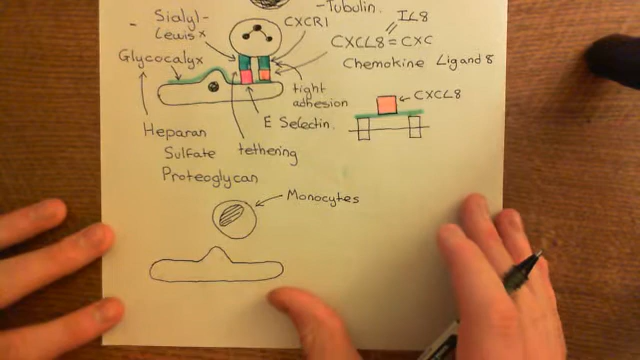 -Tubulin.
- Sialyl-
Lewis x
CXCR1
IL8
CXCL8 = CXC
Chemokine Ligand 8
Glycocalyx
tight
adhesion
CXCL8
E Selectin.
Heparan
Sulfate
Proteoglycan
tethering
Monocytes